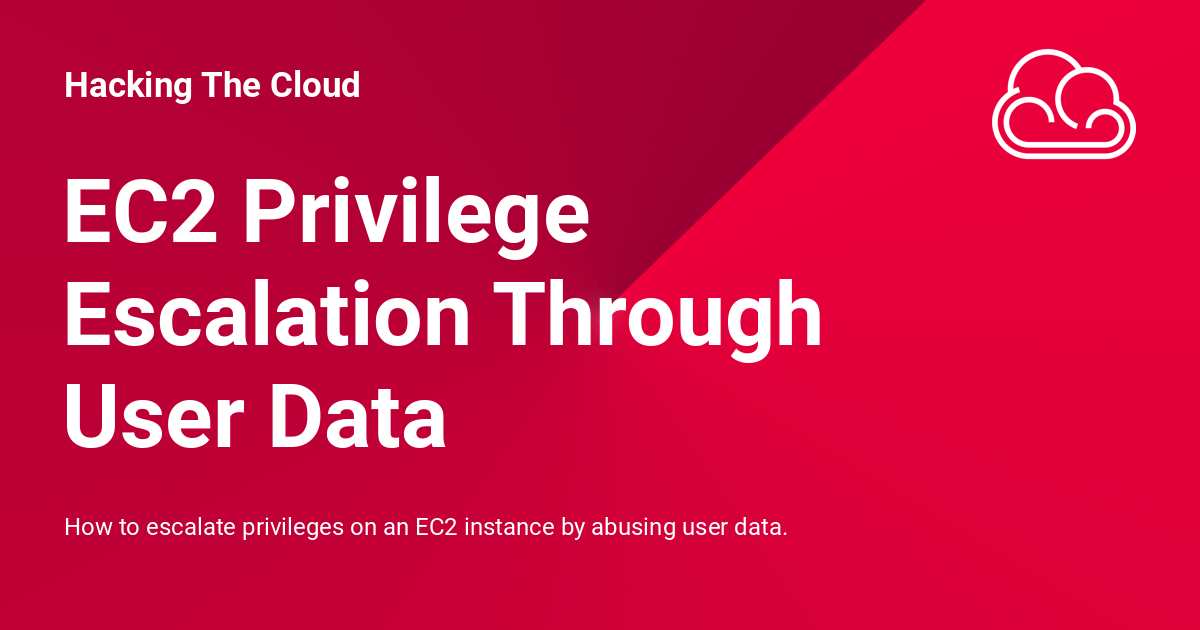 Hacking The Cloud
EC2 Privilege
Escalation Through
User Data
How to escalate privileges on an EC2 instance by abusing user data.